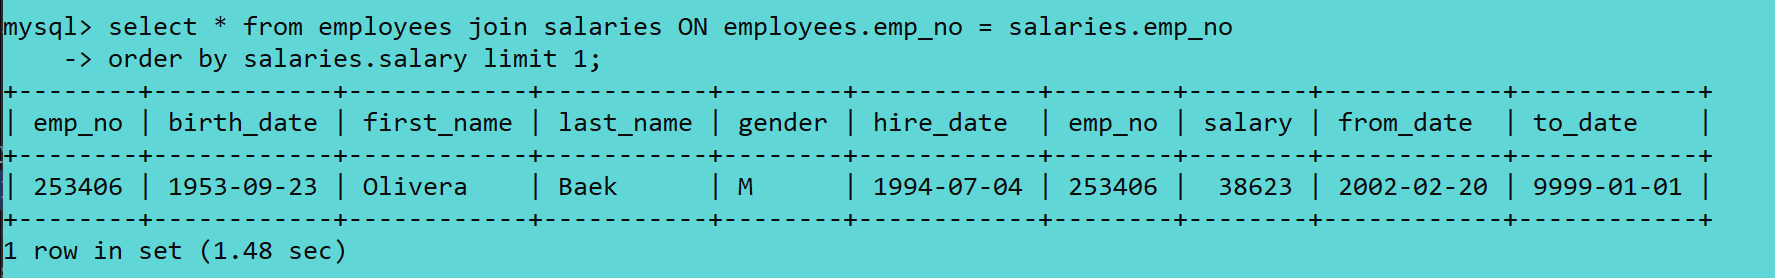 mysql> select * from employees join salaries ON employees.emp_no = salaries.emp_no
    -> order by salaries.salary limit 1;
+--------+------------+------------+-----------+--------+------------+--------+--------+------------+------------+
| emp_no | birth_date | first_name | last_name | gender | hire_date  | emp_no | salary | from_date  | to_date    |
+--------+------------+------------+-----------+--------+------------+--------+--------+------------+------------+
| 253406 | 1953-09-23 | Olivera    | Baek      | M      | 1994-07-04 | 253406 |  38623 | 2002-02-20 | 9999-01-01 |
+--------+------------+------------+-----------+--------+------------+--------+--------+------------+------------+
1 row in set (1.48 sec)